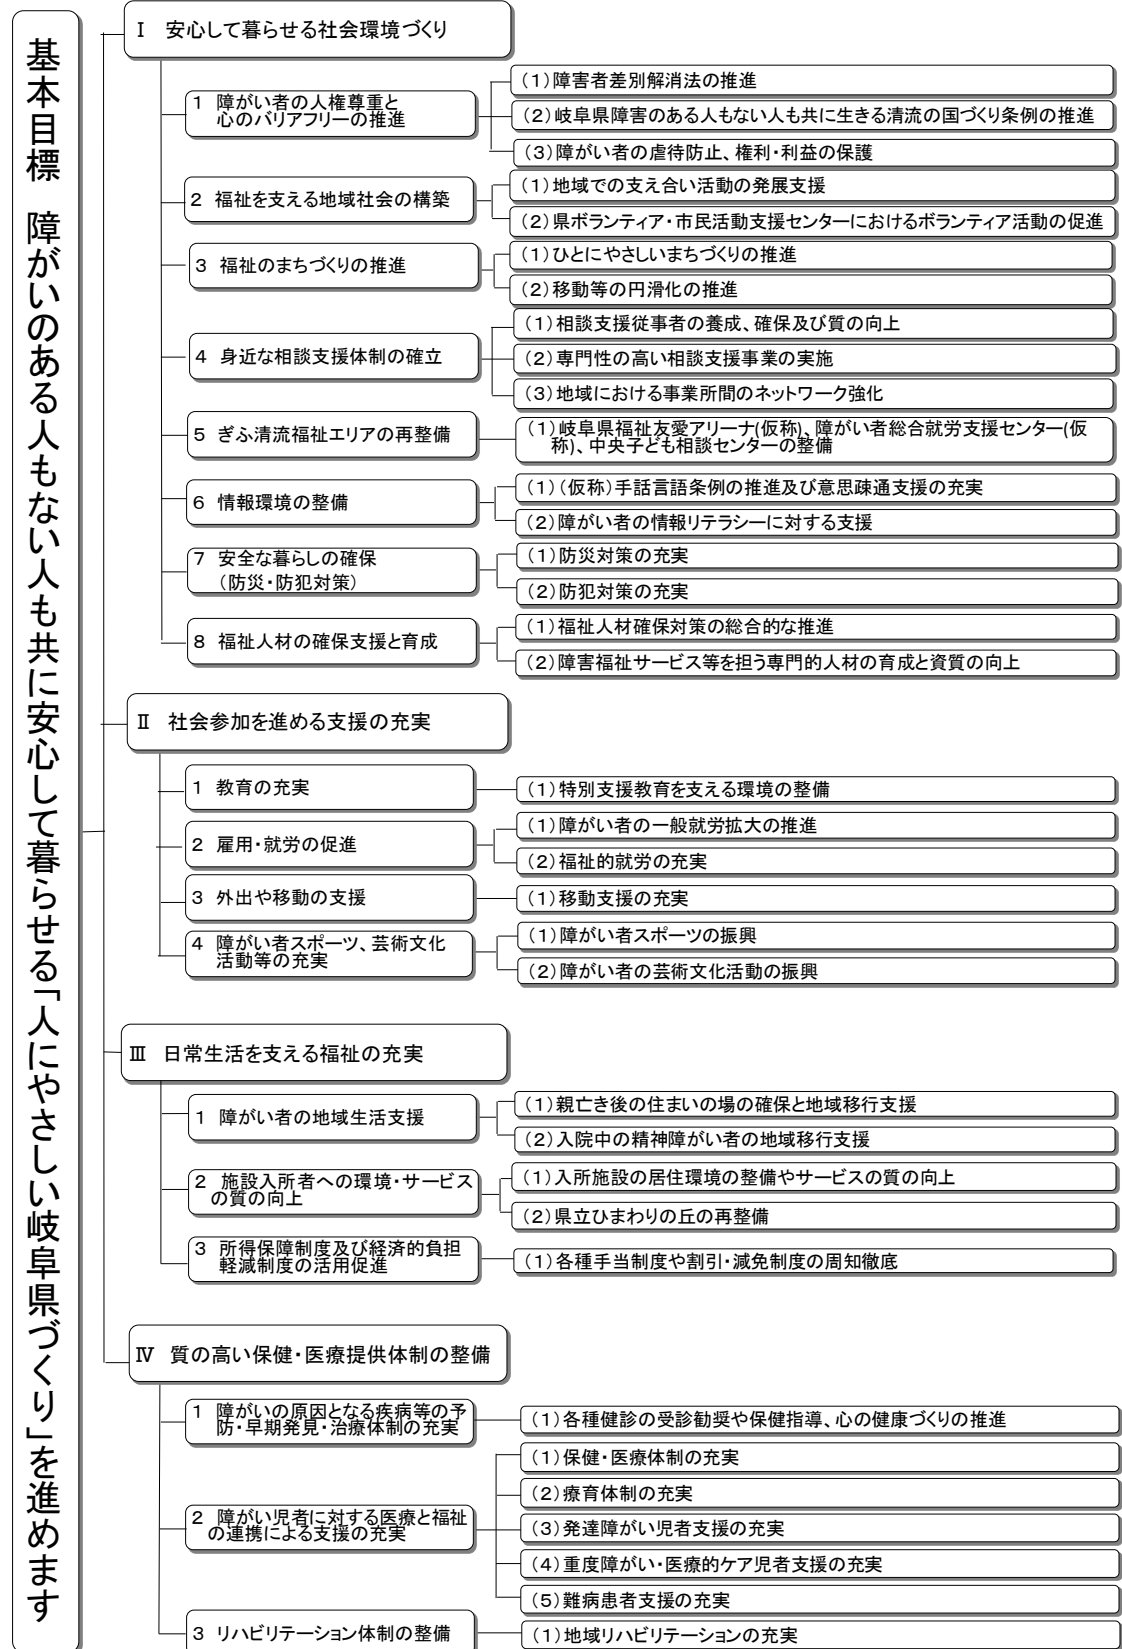 基本目標　障がいのある人もない人も共に安心して暮らせる「人にやさしい岐阜県づくり」を進めます
Ⅰ　安心して暮らせる社会環境づくり
１ 障がい者の人権尊重と
心のバリアフリーの推進
（１）障害者差別解消法の推進
（２）岐阜県障害のある人もない人も共に生きる清流の国づくり条例の推進
（３）障がい者の虐待防止、権利・利益の保護
２ 福祉を支える地域社会の構築
（１）地域での支え合い活動の発展支援
（２）県ボランティア・市民活動支援センターにおけるボランティア活動の促進
３ 福祉のまちづくりの推進
（１）ひとにやさしいまちづくりの推進
（２）移動等の円滑化の推進
４ 身近な相談支援体制の確立
（１）相談支援従事者の養成、確保及び質の向上
（２）専門性の高い相談支援事業の実施
（３）地域における事業所間のネットワーク強化
５ ぎふ清流福祉エリアの再整備
（１）岐阜県福祉友愛アリーナ(仮称)、障がい者総合就労支援センター(仮
称)、中央子ども相談センターの整備
６ 情報環境の整備
（１）（仮称）手話言語条例の推進及び意思疎通支援の充実
（２）障がい者の情報リテラシーに対する支援
７ 安全な暮らしの確保
（防災・防犯対策）
（１）防災対策の充実
（２）防犯対策の充実
８ 福祉人材の確保支援と育成
（１）福祉人材確保対策の総合的な推進
（２）障害福祉サービス等を担う専門的人材の育成と資質の向上
Ⅱ　社会参加を進める支援の充実
１ 教育の充実
（１）特別支援教育を支える環境の整備
２ 雇用・就労の促進
（１）障がい者の一般就労拡大の推進
（２）福祉的就労の充実
３ 外出や移動の支援
（１）移動支援の充実
４ 障がい者スポーツ、芸術文化
活動等の充実
（１）障がい者スポーツの振興
（２）障がい者の芸術文化活動の振興
Ⅲ　日常生活を支える福祉の充実
１ 障がい者の地域生活支援
（１）親亡き後の住まいの場の確保と地域移行支援
（２）入院中の精神障がい者の地域移行支援
２ 施設入所者への環境・サービス
の質の向上
（１）入所施設の居住環境の整備やサービスの質の向上
（２）県立ひまわりの丘の再整備
３ 所得保障制度及び経済的負担
軽減制度の活用促進
（１）各種手当制度や割引・減免制度の周知徹底
Ⅳ　質の高い保健・医療提供体制の整備
１ 障がいの原因となる疾病等の予
防・早期発見・治療体制の充実
（１）各種健診の受診勧奨や保健指導、心の健康づくりの推進
２ 障がい児者に対する医療と福祉
の連携による支援の充実
（１）保健・医療体制の充実
（２）療育体制の充実
（３）発達障がい児者支援の充実
（４）重度障がい・医療的ケア児者支援の充実
（５）難病患者支援の充実
３ リハビリテーション体制の整備
（１）地域リハビリテーションの充実